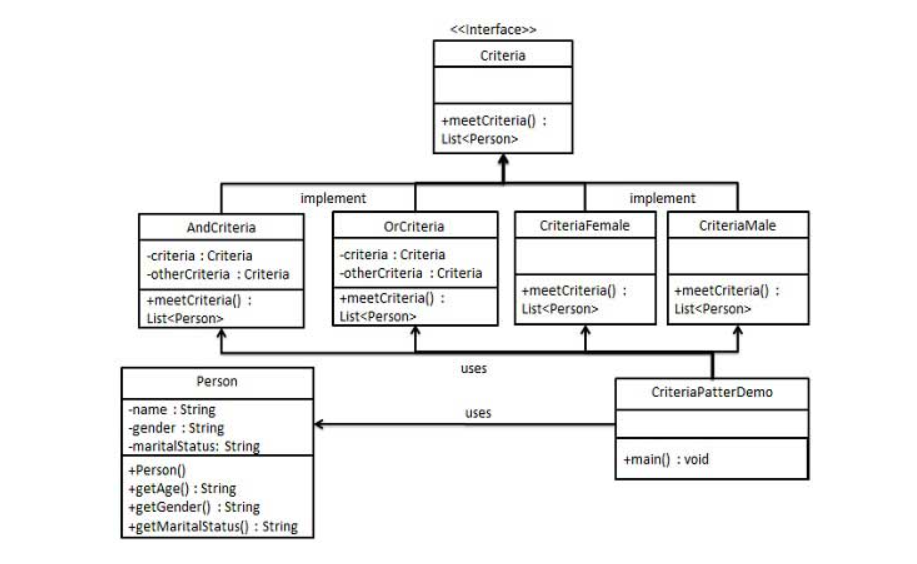 <<Interface>>
Criteria
+meetCriteria() :
List<Person>
implement
implement
AndCriteria
-criteria : Criteria
-otherCriteria : Criteria
+meetCriteria() :
List<Person>
OrCriteria
-criteria : Criteria
-otherCriteria : Criteria
+meetCriteria() :
List<Person>
CriteriaFemale
+meetCriteria() :
List<Person>
CriteriaMale
+meetCriteria() :
List<Person>
uses
Person
-name : String
-gender : String
-maritalStatus: String
+Person()
+getAge() : String
+getGender() : String
+getMaritalStatus() : String
uses
CriteriaPatterDemo
+main() : void